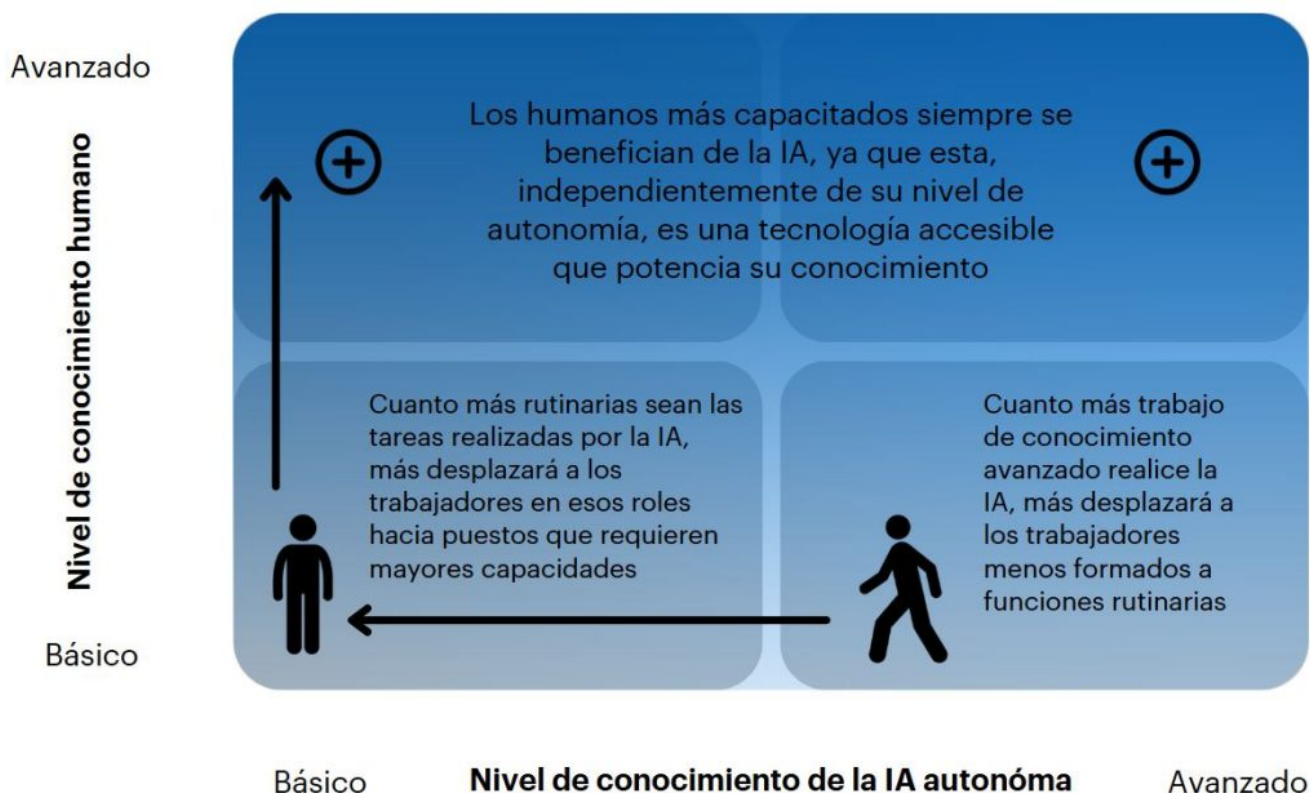 Avanzado
Nivel de conocimiento humano
Básico
Los humanos más capacitados siempre se
benefician de la IA, ya que esta,
independientemente de su nivel de
autonomía, es una tecnología accesible
que potencia su conocimiento
Cuanto más rutinarias sean las
tareas realizadas por la IA,
más desplazará a los
trabajadores en esos roles
hacia puestos que requieren
mayores capacidades
Cuanto más trabajo
de conocimiento
avanzado realice la
IA, más desplazará a
los trabajadores
menos formados a
funciones rutinarias
Básico
Nivel de conocimiento de la IA autonóma
Avanzado